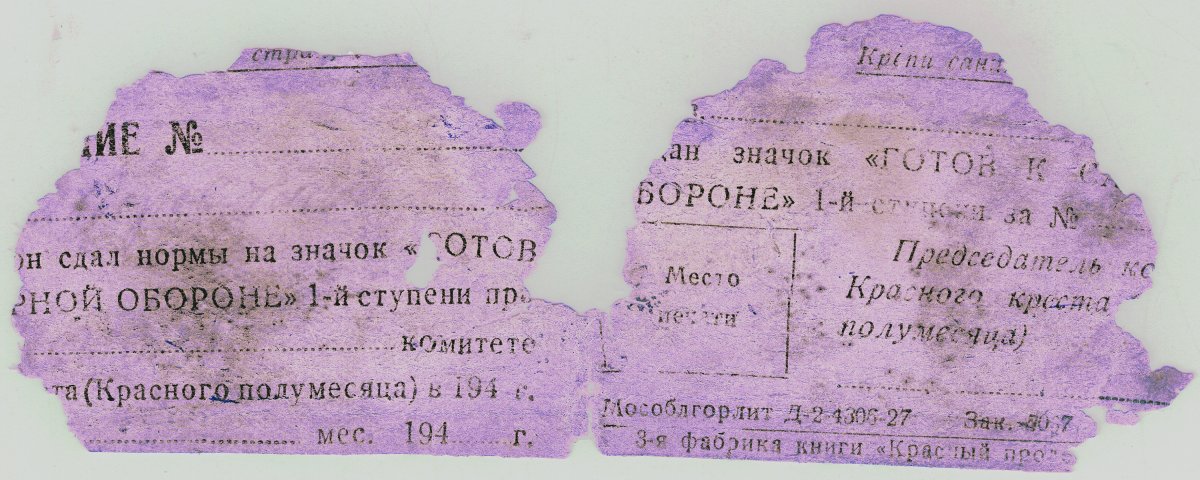 ИЕ №
он сдал нормы на значок «ГОТОВ
РНОЙ ОБОРОНЕ» 1-й ступени пр
комитете
та (Красного полумесяца) в 194 г.
мес. 194 г.
Крепи сан
дан значок «ГОТОВ К СА
БОРОНЕ» 1-й ступени за №
Место
печати
Председатель ко
Красного креста
полумесяца)
Мособлгорлит Д-2 4306-27 Зак.
3-я фабрика книги «Красный прол